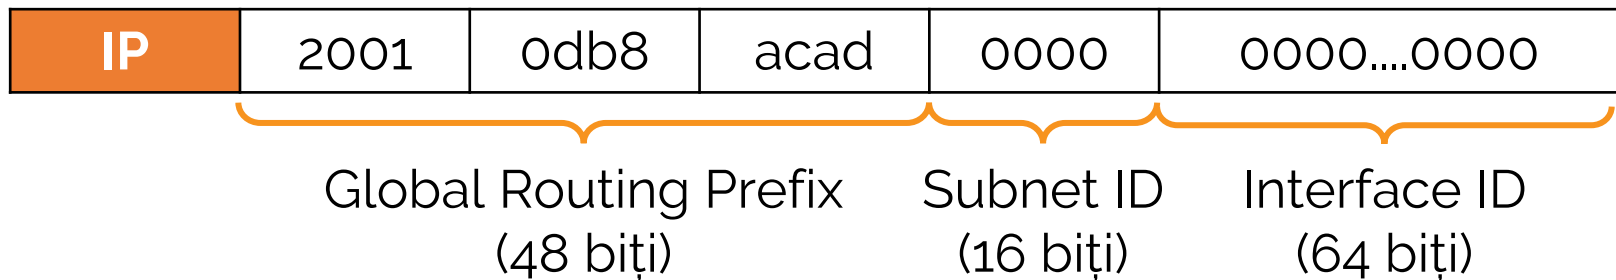 IP 2001 0db8 acad 0000 0000....0000
Global Routing Prefix Subnet ID Interface ID
(48 biți) (16 biți) (64 biți)